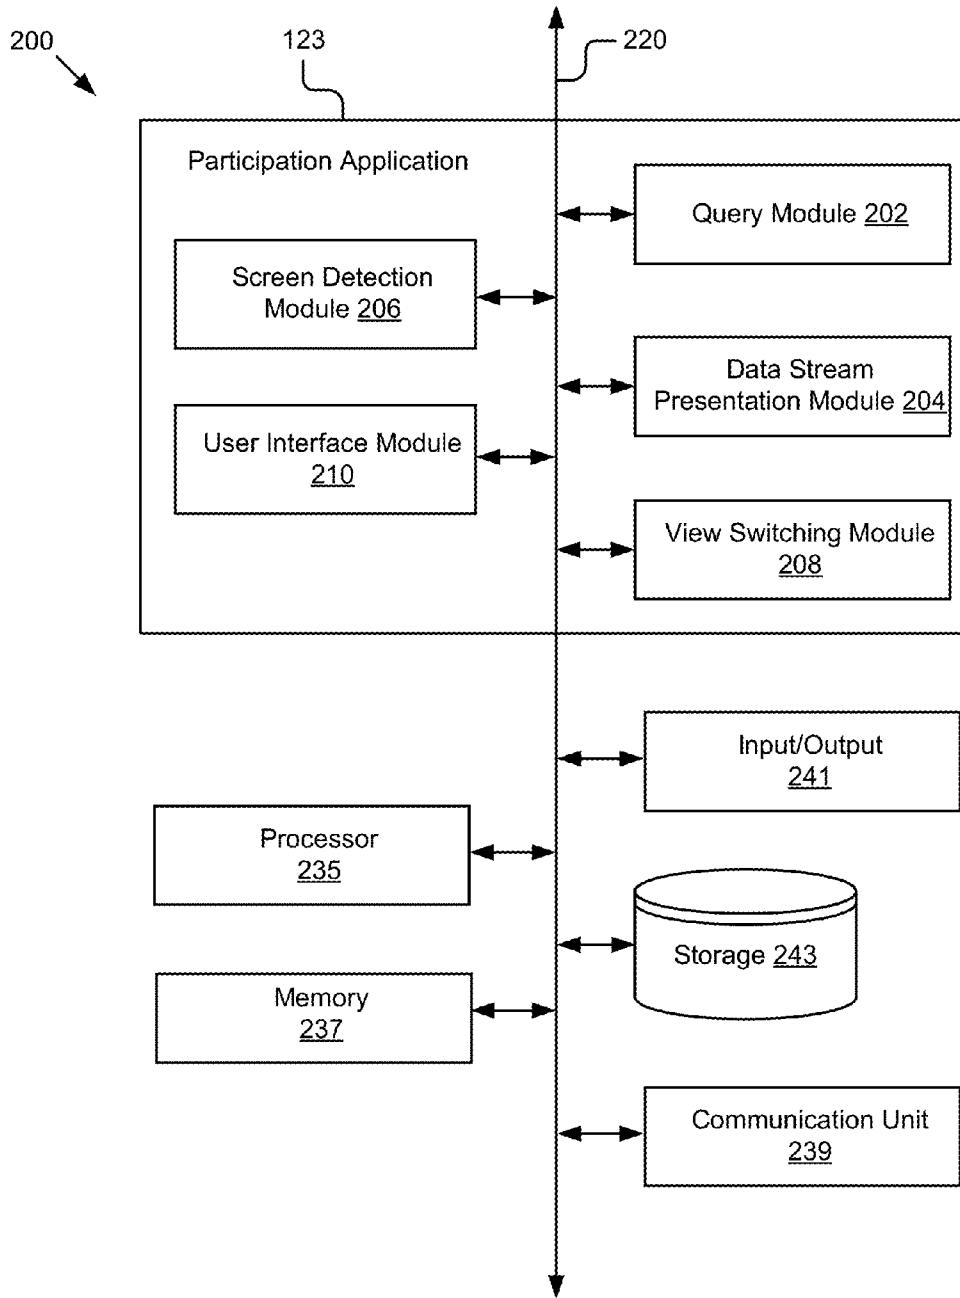 200
123
220
Participation Application
Query Module 202
Screen Detection
Module 206
Data Stream
Presentation Module 204
User Interface Module
210
View Switching Module
208
Input/Output
241
Processor
235
Storage 243
Memory
237
Communication Unit
239